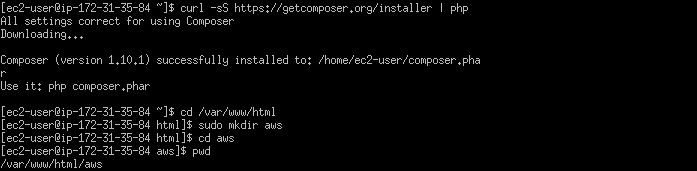 [ec2-user@ip-172-31-35-84 ~]$ curl -sS https://getcomposer.org/installer | php
All settings correct for using Composer
Downloading...

Composer (version 1.10.1) successfully installed to: /home/ec2-user/composer.pha
r
Use it: php composer.phar

[ec2-user@ip-172-31-35-84 ~]$ cd /var/www/html
[ec2-user@ip-172-31-35-84 html]$ sudo mkdir aws
[ec2-user@ip-172-31-35-84 html]$ cd aws
[ec2-user@ip-172-31-35-84 aws]$ pwd
/var/www/html/aws